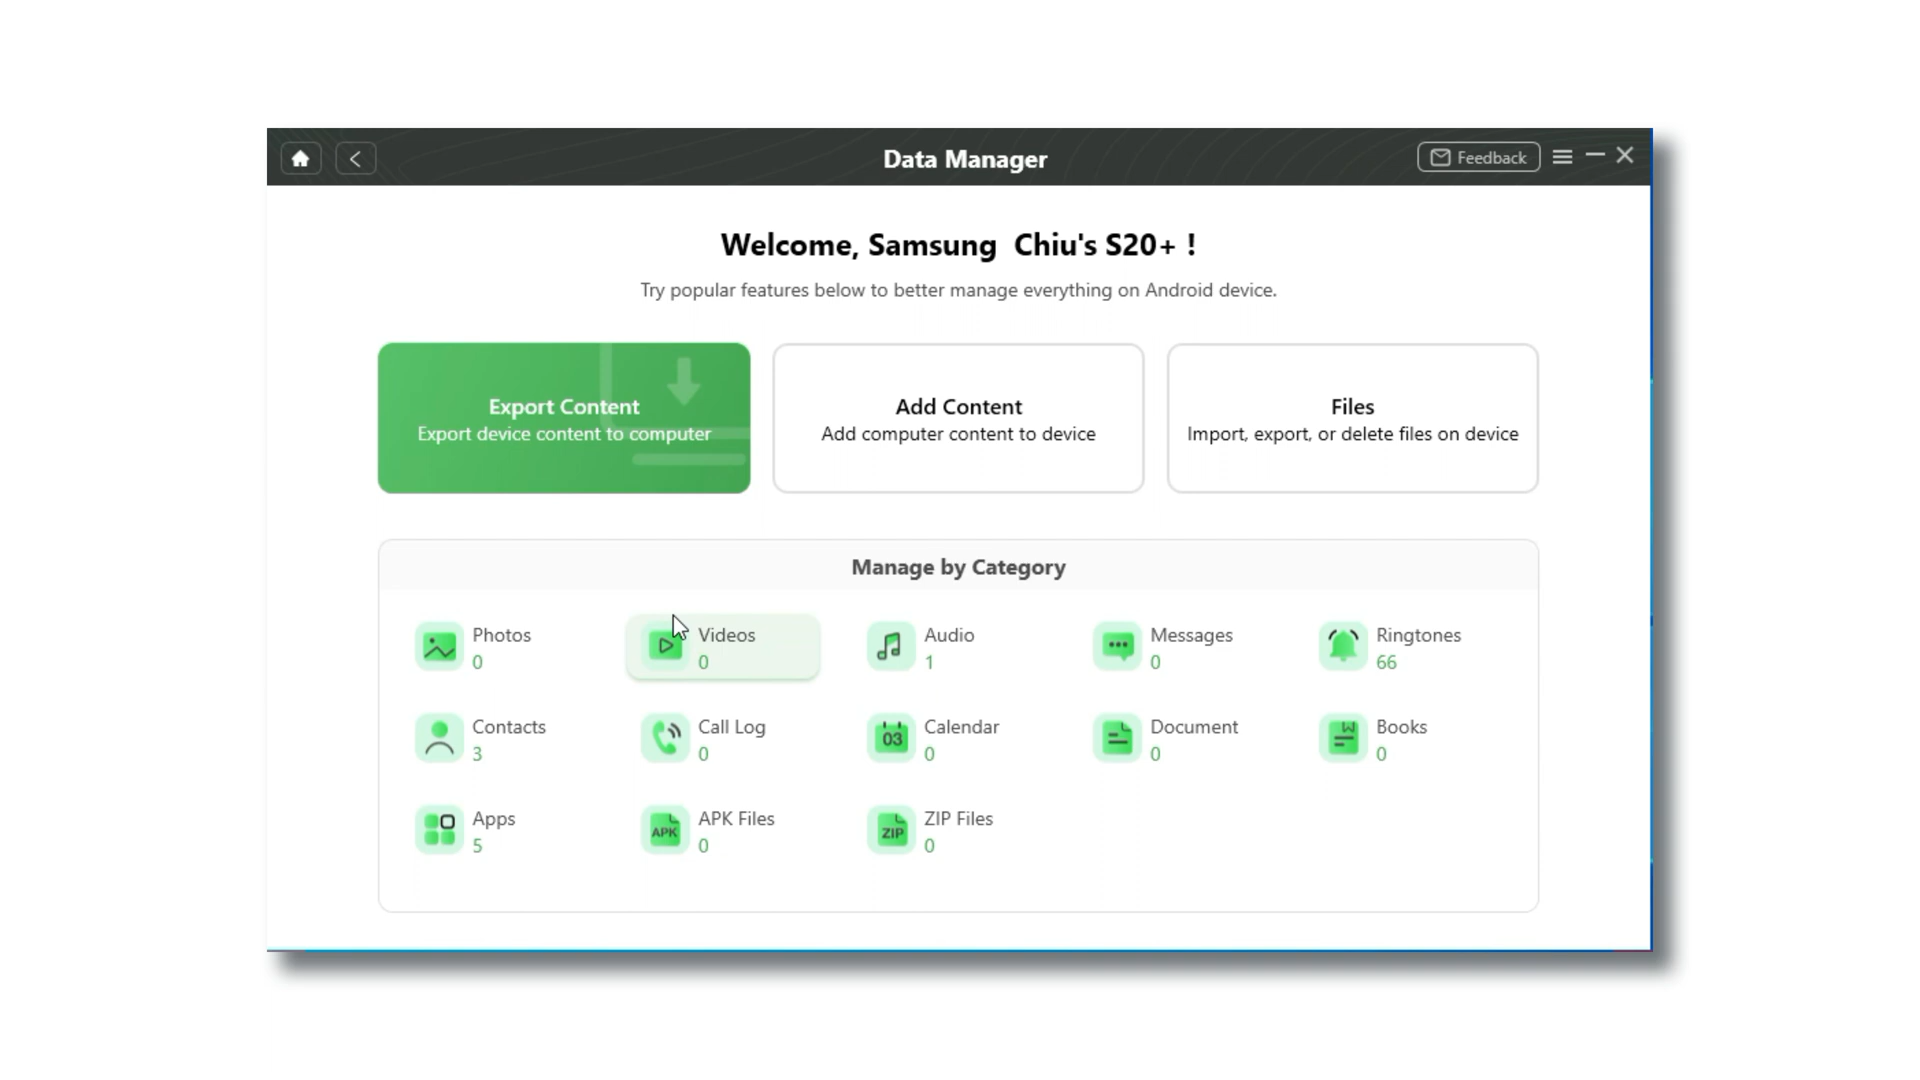 Data Manager
Feedback
Welcome, Samsung  Chiu's S20+ !
Try popular features below to better manage everything on Android device.
Export Content
Export device content to computer
Add Content
Add computer content to device
Files
Import, export, or delete files on device
Manage by Category
Photos
0
Videos
0
Audio
1
Messages
0
Ringtones
66
Contacts
3
Call Log
0
03
Calendar
0
Document
0
Books
0
Apps
5
APK
APK Files
0
ZIP
ZIP Files
0